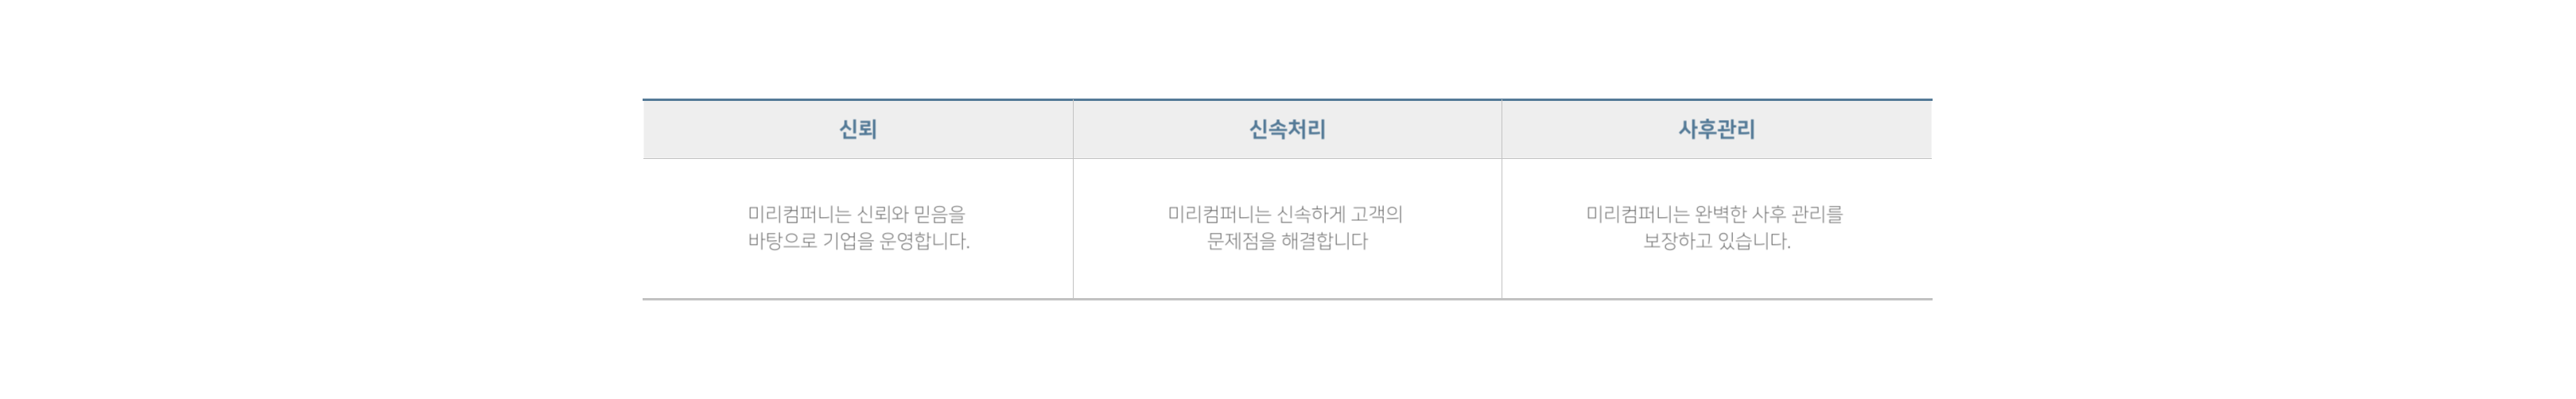 신뢰
신속처리
사후관리
미리컴퍼니는 신뢰와 믿음을
바탕으로 기업을 운영합니다.
미리컴퍼니는 신속하게 고객의
문제점을 해결합니다
미리컴퍼니는 완벽한 사후 관리를
보장하고 있습니다.